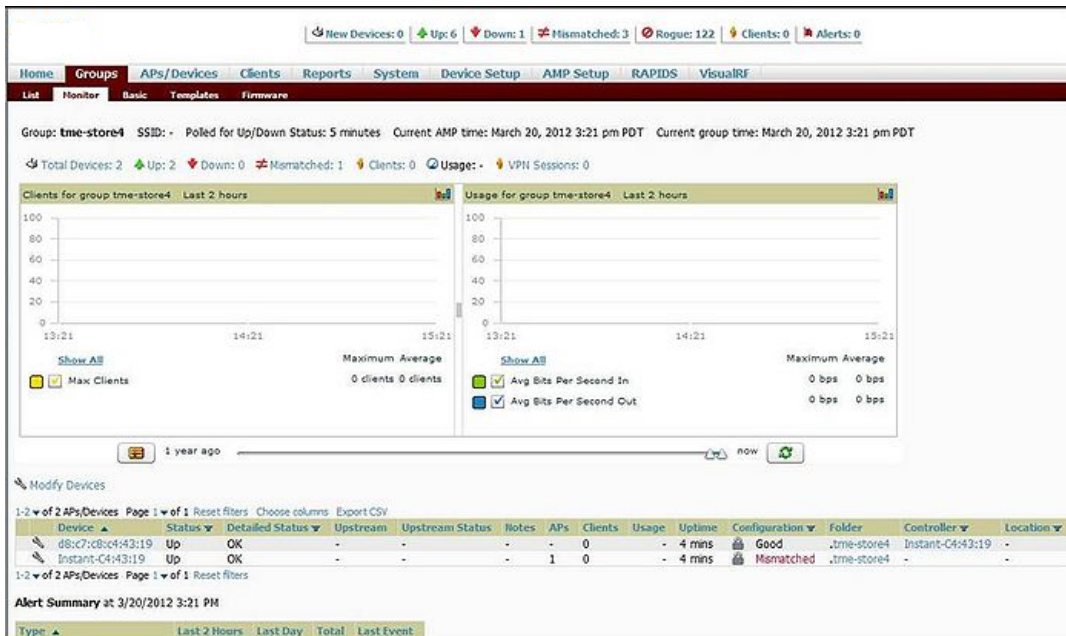 New Devices: 0 Up: 6 Down: 1 Mismatched: 3 Rogue: 122 Clients: 0 Alerts: 0
Home Groups APs/Devices Clients Reports System Device Setup AMP Setup RAPIDS VisualRF
List Monitor Basic Templates Firmware
Group: tme-store4 SSID: - Polled for Up/Down Status: 5 minutes Current AMP time: March 20, 2012 3:21 pm PDT Current group time: March 20, 2012 3:21 pm PDT
Total Devices: 2 Up: 2 Down: 0 Mismatched: 1 Clients: 0 Usage: - VPN Sessions: 0
Clients for group tme-store4 Last 2 hours
100
80
60
40
20
0
13:21 14:21 15:21
Show All Maximum Average
Max Clients 0 clients 0 clients
Usage for group tme-store4 Last 2 hours
100
80
60
40
20
0
13:21 14:21 15:21
Show All Maximum Average
Avg Bits Per Second In 0 bps 0 bps
Avg Bits Per Second Out 0 bps 0 bps
1 year ago now
Modify Devices
1-2 of 2 APs/Devices Page 1 of 1 Reset filters Choose columns Export CSV
Device Status Detailed Status Upstream Upstream Status Notes APs Clients Usage Uptime Configuration Folder Controller Location
d8:c7:c8:c4:43:19 Up OK - - - - 0 - 4 mins Good .tme-store4 Instant-C4:43:19 -
Instant-C4:43:19 Up OK - - - 1 0 - 4 mins Mismatched .tme-store4 - -
1-2 of 2 APs/Devices Page 1 of 1 Reset filters
Alert Summary at 3/20/2012 3:21 PM
Type Last 2 Hours Last Day Total Last Event